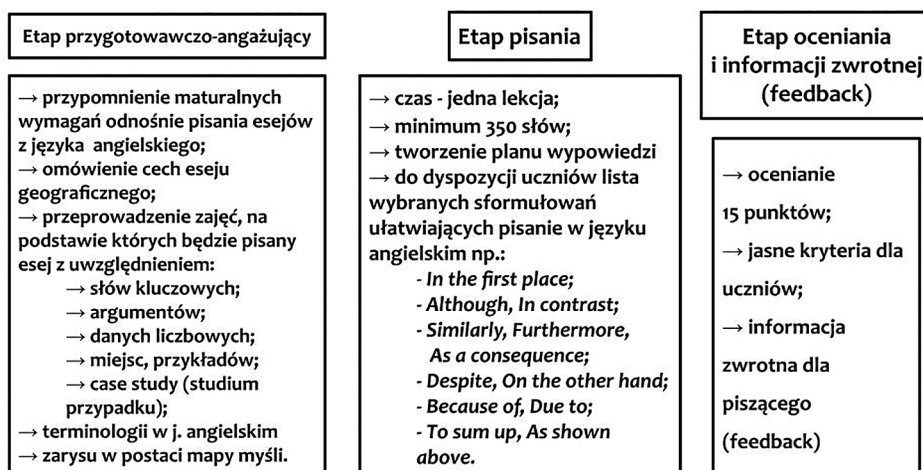 Etap przygotowawczo-angażujący
→ przypomnienie maturalnych
wymagań odnośnie pisania esejów
z języka angielskiego;
→ omówienie cech eseju
geograficznego;
→ przeprowadzenie zajęć, na
podstawie których będzie pisany
esej z uwzględnieniem:
→ słów kluczowych;
→ argumentów;
→ danych liczbowych;
→ miejsc, przykładów;
→ case study (studium
przypadku);
→ terminologii w j. angielskim
→ zarysu w postaci mapy myśli.
Etap pisania
→ czas - jedna lekcja;
→ minimum 350 słów;
→ tworzenie planu wypowiedzi
→ do dyspozycji uczniów lista
wybranych sformułowań
ułatwiających pisanie w języku
angielskim np.:
- In the first place;
- Although, In contrast;
- Similarly, Furthermore,
As a consequence;
- Despite, On the other hand;
- Because of, Due to;
- To sum up, As shown
above.
Etap oceniania
i informacji zwrotnej
(feedback)
→ ocenianie
15 punktów;
→ jasne kryteria dla
uczniów;
→ informacja
zwrotna dla
piszącego
(feedback)